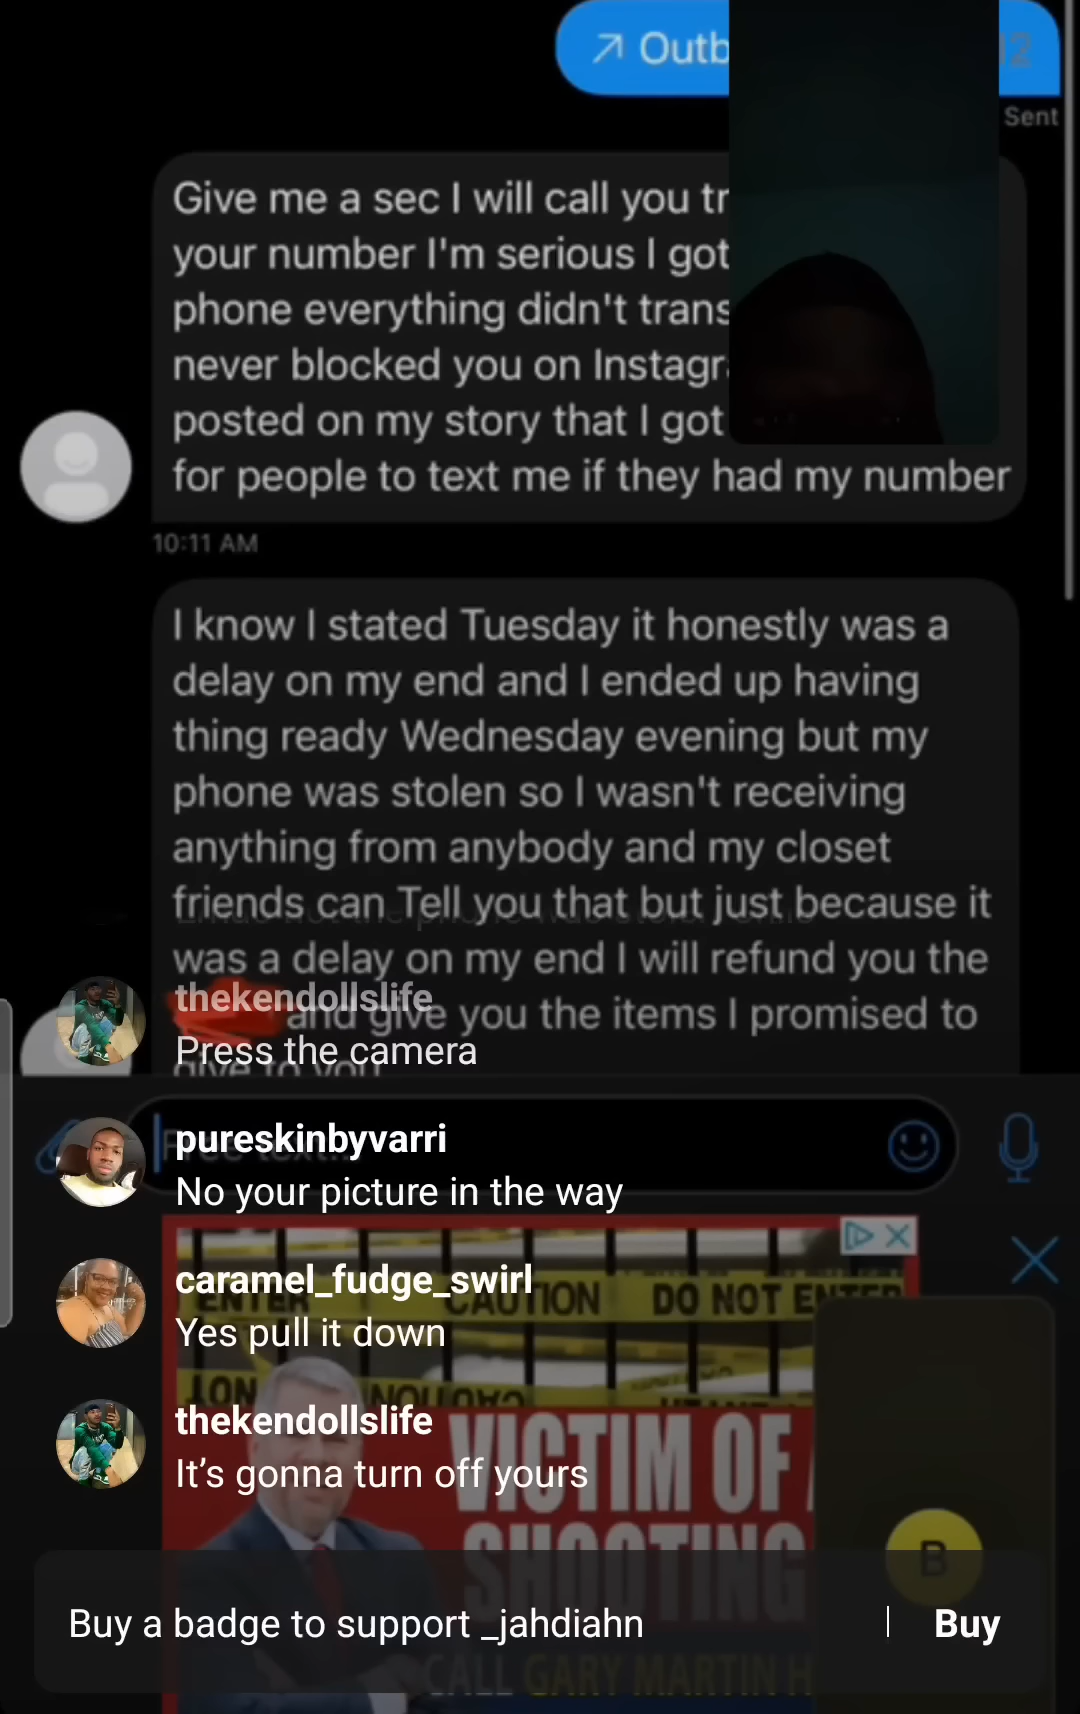 ↗ Outb
12
Sent
Give me a sec I will call you tr
your number I'm serious I got
phone everything didn't trans
never blocked you on Instagr
posted on my story that I got
for people to text me if they had my number
10:11 AM
I know I stated Tuesday it honestly was a
delay on my end and I ended up having
thing ready Wednesday evening but my
phone was stolen so I wasn't receiving
anything from anybody and my closet
friends can Tell you that but just because it
was a delay on my end I will refund you the
and give you the items I promised to
give to you
thekendollslife
Press the camera
pureskinbyvarri
No your picture in the way
caramel_fudge_swirl
Yes pull it down
thekendollslife
It's gonna turn off yours
ENTER CAUTION DO NOT ENTER
NOT CAUTION
VICTIM OF
SHOOTING
CALL GARY MARTIN H
B
Buy a badge to support _jahdiahn | Buy